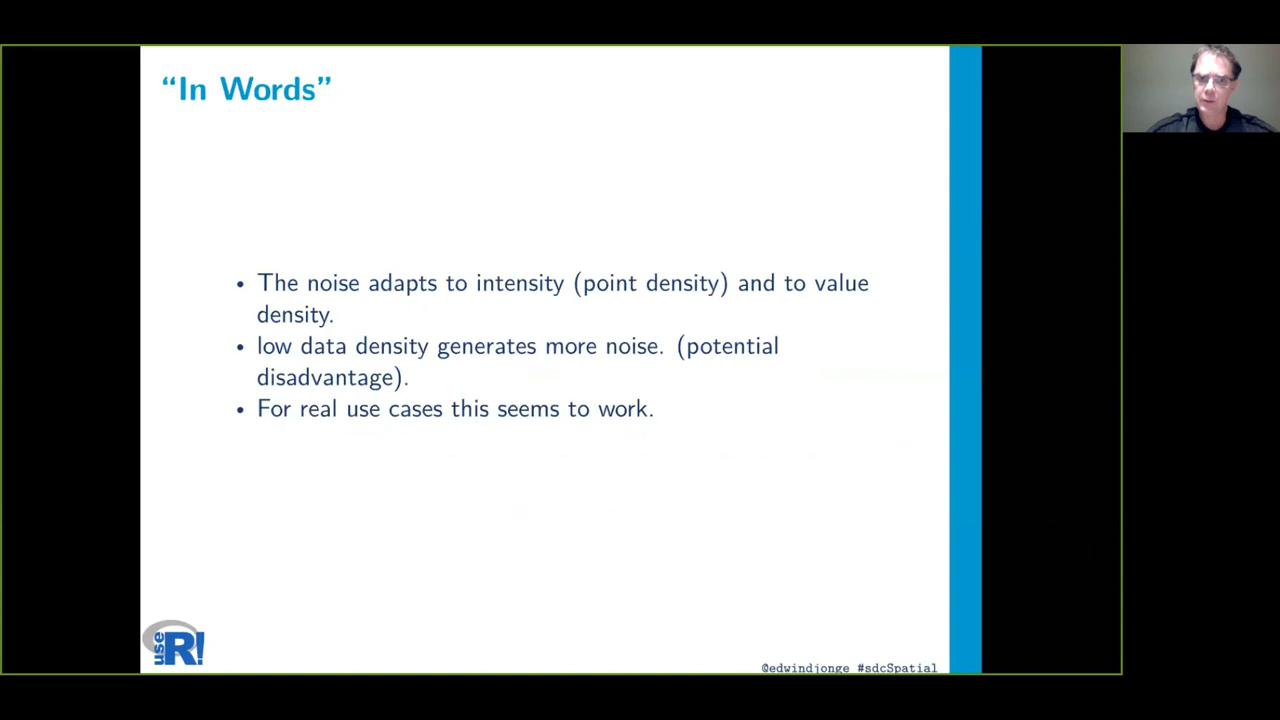 “In Words”
• The noise adapts to intensity (point density) and to value
density.
• low data density generates more noise. (potential
disadvantage).
• For real use cases this seems to work.
use R!
@edwindjonge #sdcSpatial